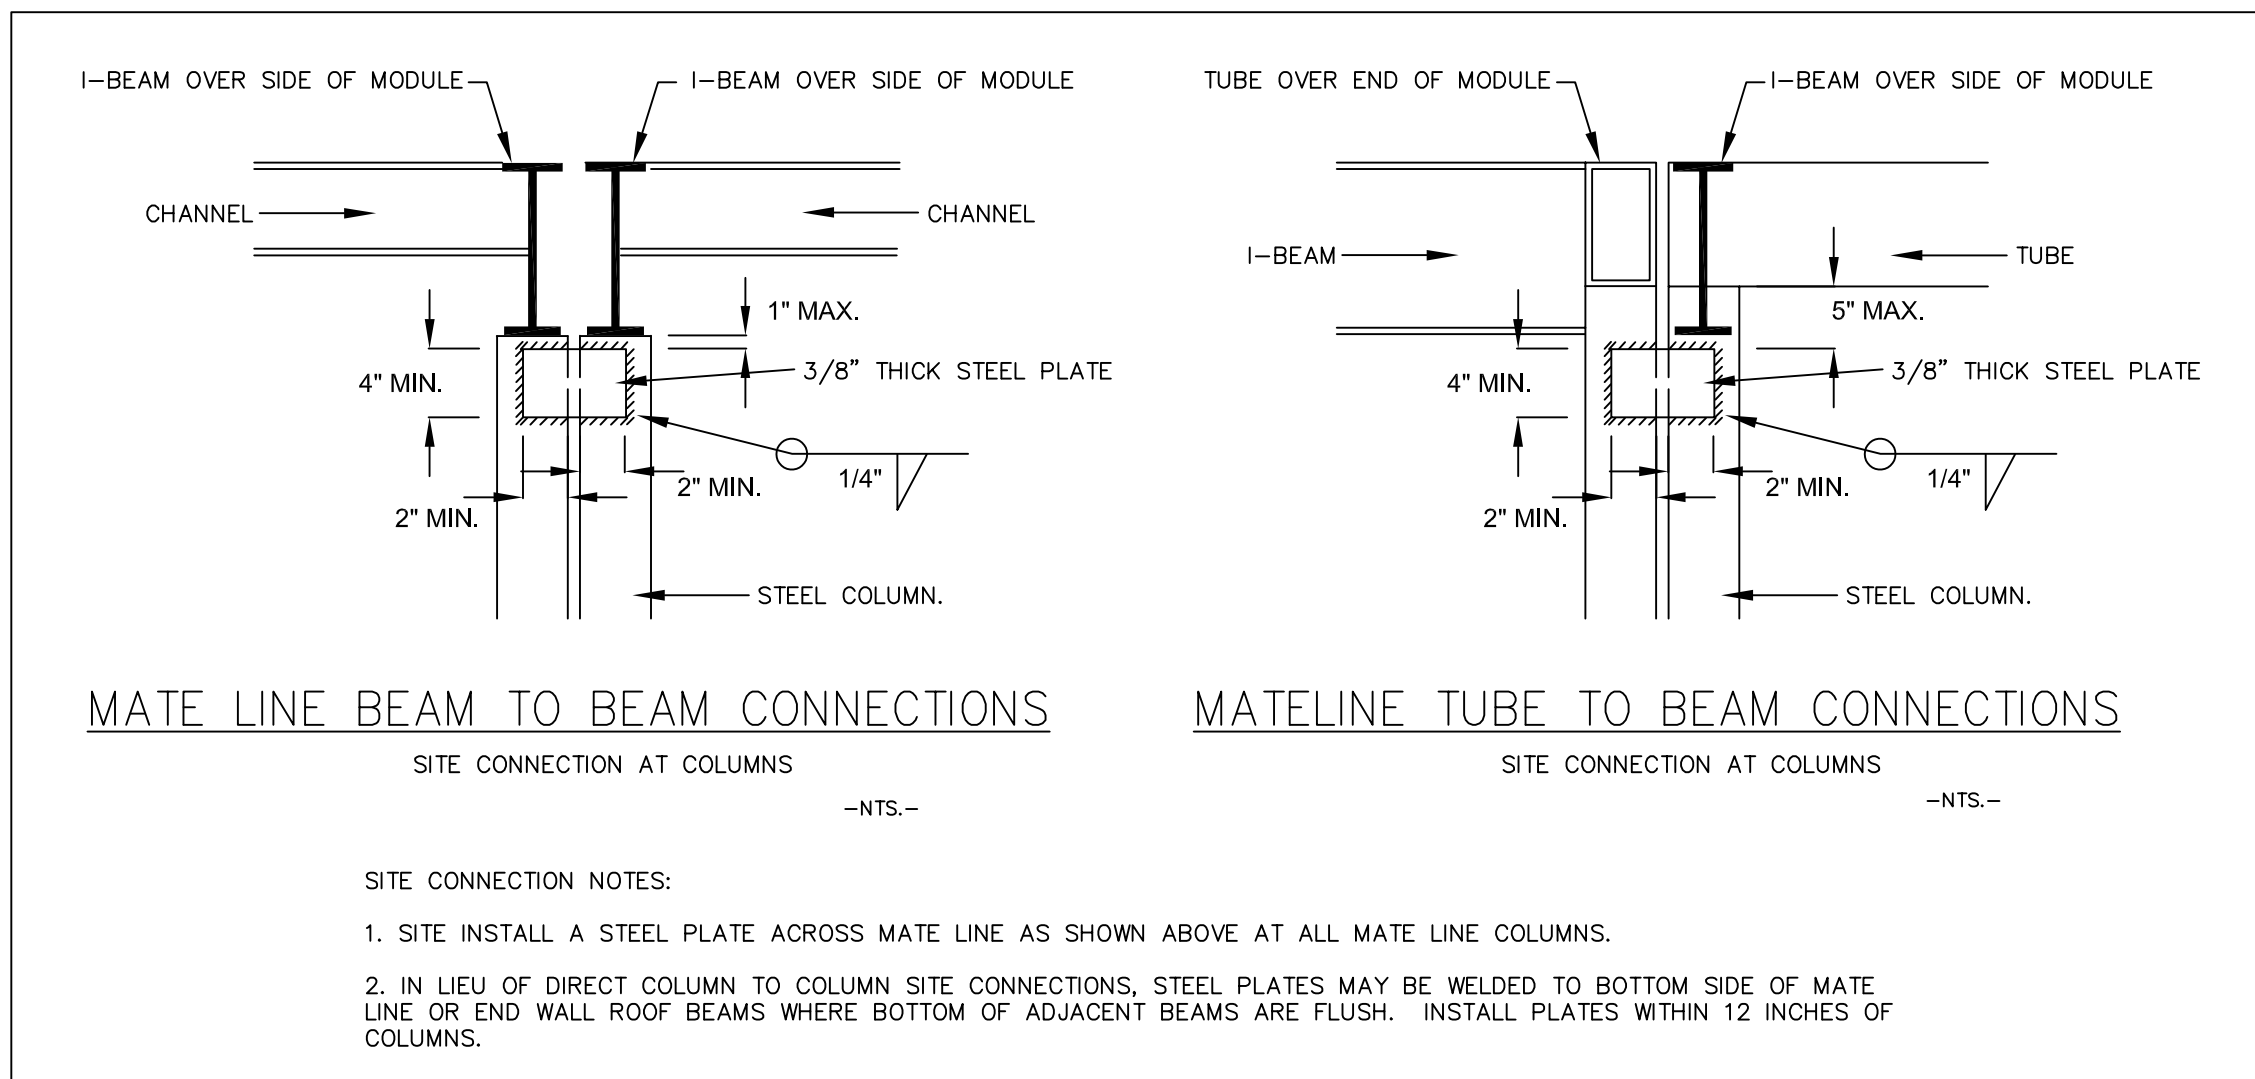 I-BEAM OVER SIDE OF MODULE
I-BEAM OVER SIDE OF MODULE
CHANNEL
CHANNEL
1" MAX.
4" MIN.
3/8” THICK STEEL PLATE
1/4"
2" MIN.
2" MIN.
STEEL COLUMN.
MATE LINE BEAM TO BEAM CONNECTIONS
SITE CONNECTION AT COLUMNS
-NTS.-
TUBE OVER END OF MODULE
I-BEAM OVER SIDE OF MODULE
I-BEAM
TUBE
5" MAX.
4" MIN.
3/8” THICK STEEL PLATE
1/4"
2" MIN.
2" MIN.
STEEL COLUMN.
MATELINE TUBE TO BEAM CONNECTIONS
SITE CONNECTION AT COLUMNS
-NTS.-
SITE CONNECTION NOTES:
1. SITE INSTALL A STEEL PLATE ACROSS MATE LINE AS SHOWN ABOVE AT ALL MATE LINE COLUMNS.
2. IN LIEU OF DIRECT COLUMN TO COLUMN SITE CONNECTIONS, STEEL PLATES MAY BE WELDED TO BOTTOM SIDE OF MATE
LINE OR END WALL ROOF BEAMS WHERE BOTTOM OF ADJACENT BEAMS ARE FLUSH. INSTALL PLATES WITHIN 12 INCHES OF
COLUMNS.